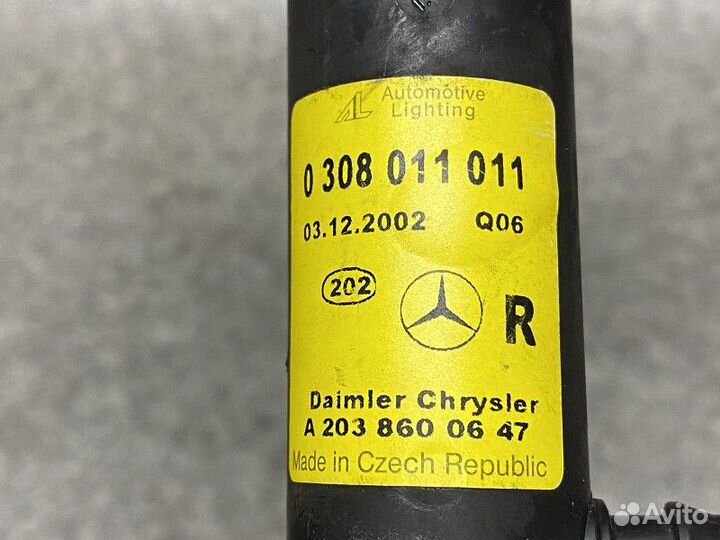 AL Automotive
Lighting
0 308 011 011
03.12.2002 Q06
202
R
Daimler Chrysler
A 203 860 06 47
Made in Czech Republic
Avito